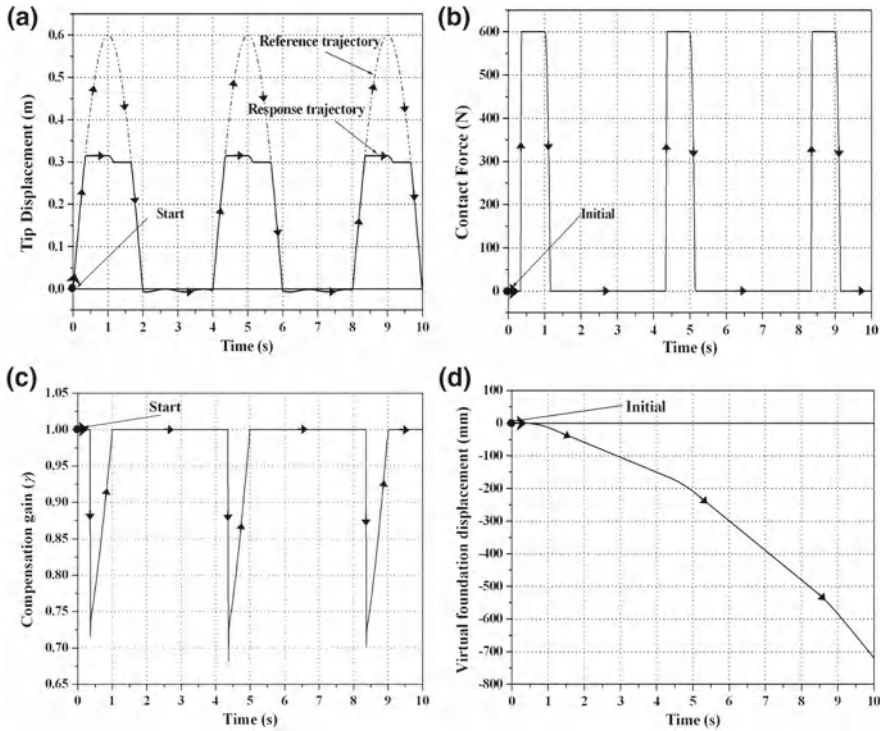 (a)
0.6
0.5
0.4
0.3
0.2
0.1
0.0
Tip Displacement (m)
Reference trajectory
Response trajectory
Start
0 1 2 3 4 5 6 7 8 9 10
Time (s)
(b)
600
500
400
300
200
100
0
Contact Force (N)
Initial
0 1 2 3 4 5 6 7 8 9 10
Time (s)
(c)
1.05
1.00
0.95
0.90
0.85
0.80
0.75
0.70
0.65
Compensation gain (γ)
Start
0 1 2 3 4 5 6 7 8 9 10
Time (s)
(d)
100
0
-100
-200
-300
-400
-500
-600
-700
-800
Virtual foundation displacement (mm)
Initial
0 1 2 3 4 5 6 7 8 9 10
Time (s)